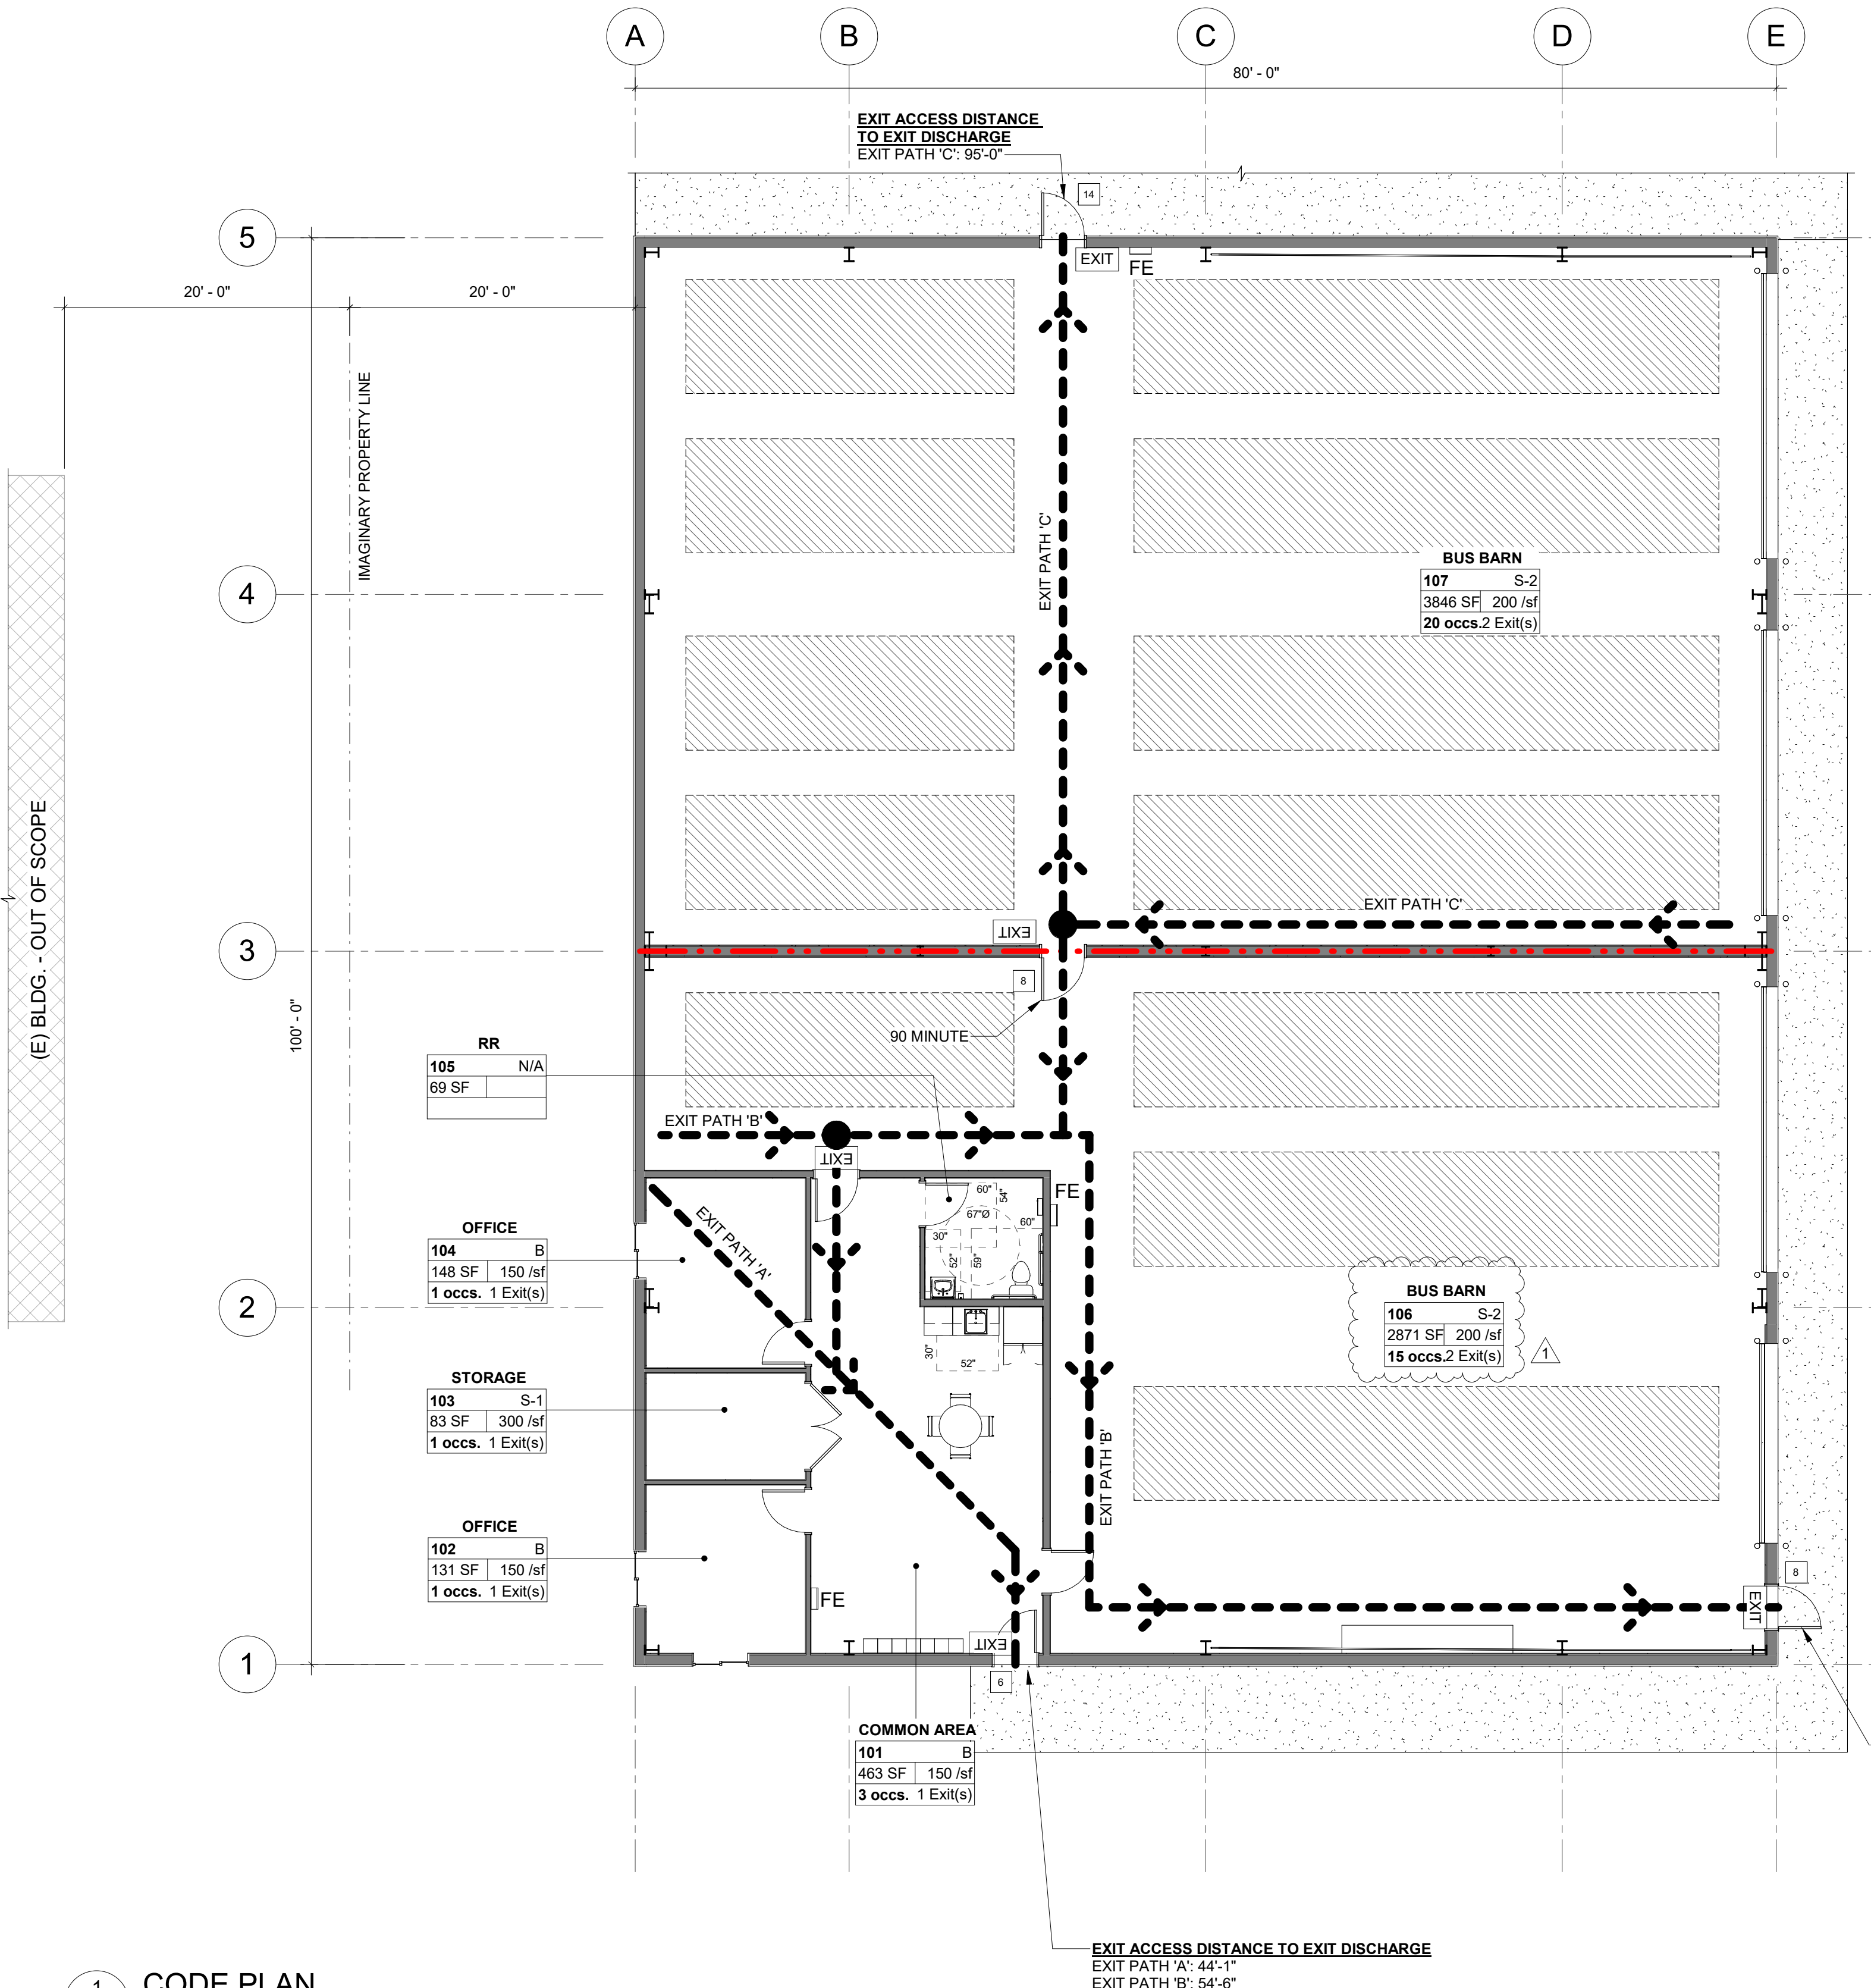 A
B
C
D
E
80' - 0"
EXIT ACCESS DISTANCE
TO EXIT DISCHARGE
EXIT PATH 'C': 95'-0"
14
5
EXIT
FE
20' - 0"
20' - 0"
IMAGINARY PROPERTY LINE
EXIT PATH 'C'
BUS BARN
107 S-2
3846 SF 200 /sf
20 occs. 2 Exit(s)
4
(E) BLDG. - OUT OF SCOPE
EXIT PATH 'C'
EXIT
3
8
100' - 0"
90 MINUTE
RR
105 N/A
69 SF
EXIT PATH 'B'
EXIT
60"
54"
67"Ø
60"
30"
52"
59"
FE
EXIT PATH 'A'
OFFICE
104 B
148 SF 150 /sf
1 occs. 1 Exit(s)
2
BUS BARN
106 S-2
2871 SF 200 /sf
15 occs. 2 Exit(s)
1
30"
52"
STORAGE
103 S-1
83 SF 300 /sf
1 occs. 1 Exit(s)
EXIT PATH 'B'
OFFICE
102 B
131 SF 150 /sf
1 occs. 1 Exit(s)
FE
8
EXIT
EXIT
1
6
COMMON AREA
101 B
463 SF 150 /sf
3 occs. 1 Exit(s)
EXIT ACCESS DISTANCE TO EXIT DISCHARGE
EXIT PATH 'A': 44'-1"
EXIT PATH 'B': 54'-6"
1
CODE PLAN